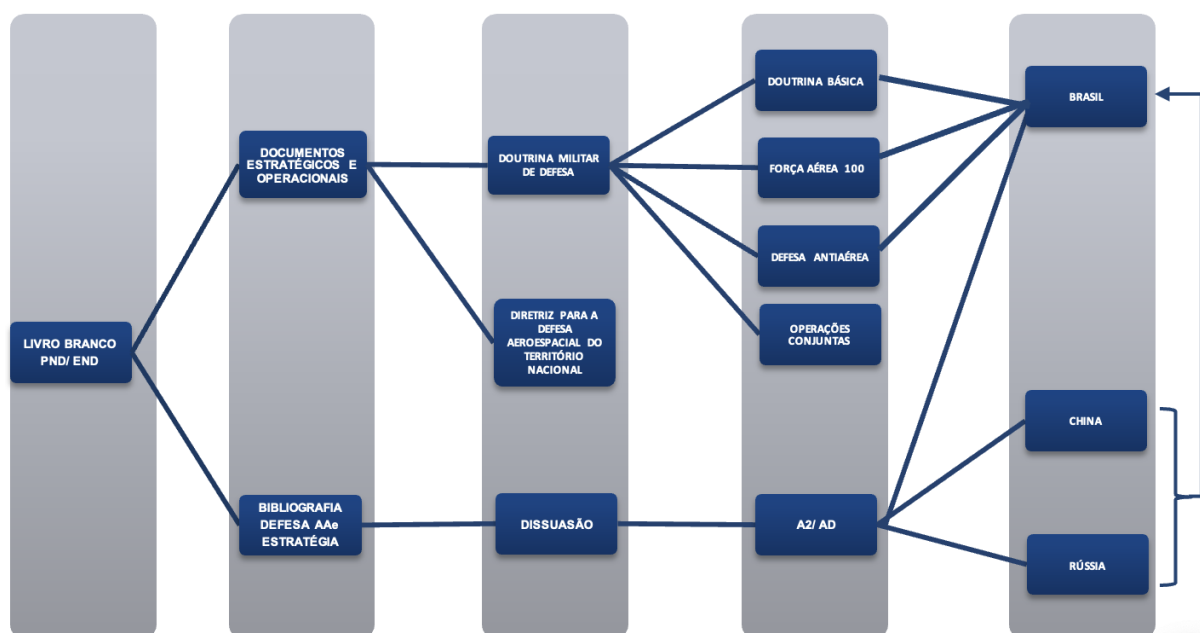 LIVRO BRANCO
PND/ END
DOCUMENTOS
ESTRATÉGICOS E
OPERACIONAIS
BIBLIOGRAFIA
DEFESA AAe
ESTRATÉGIA
DOUTRINA MILITAR
DE DEFESA
DIRETRIZ PARA A
DEFESA
AEROESPACIAL DO
TERRITÓRIO
NACIONAL
DISSUASÃO
DOUTRINA BÁSICA
FORÇA AÉREA 100
DEFESA ANTIAÉREA
OPERAÇÕES
CONJUNTAS
A2/ AD
BRASIL
CHINA
RÚSSIA